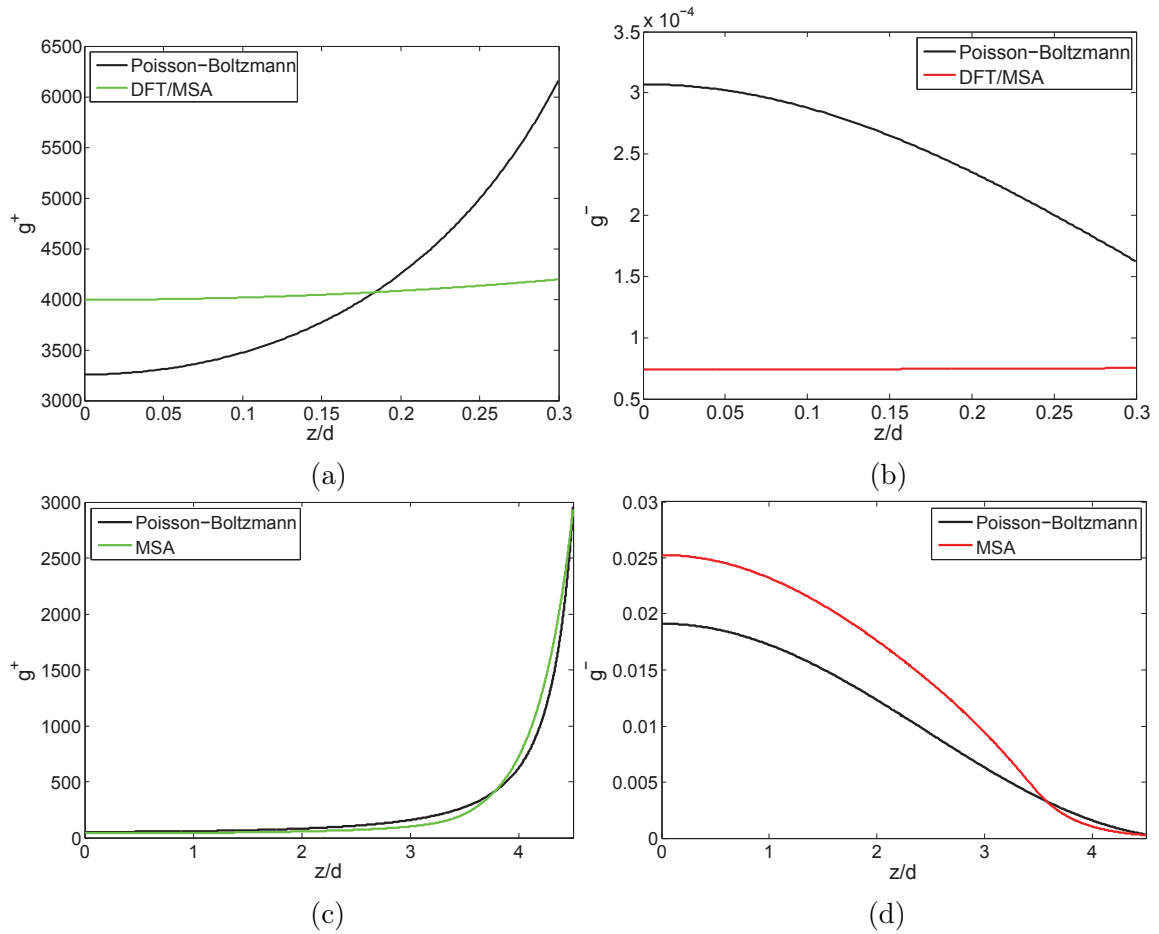 6500
6000
5500
5000
4500
4000
3500
3000
g+
Poisson−Boltzmann
DFT/MSA
0 0.05 0.1 0.15 0.2 0.25 0.3
z/d
(a)
x 10−4
3.5
3
2.5
2
1.5
1
0.5
g−
Poisson−Boltzmann
DFT/MSA
0 0.05 0.1 0.15 0.2 0.25 0.3
z/d
(b)
3000
2500
2000
1500
1000
500
0
g+
Poisson−Boltzmann
MSA
0 1 2 3 4
z/d
(c)
0.03
0.025
0.02
0.015
0.01
0.005
0
g−
Poisson−Boltzmann
MSA
0 1 2 3 4
z/d
(d)